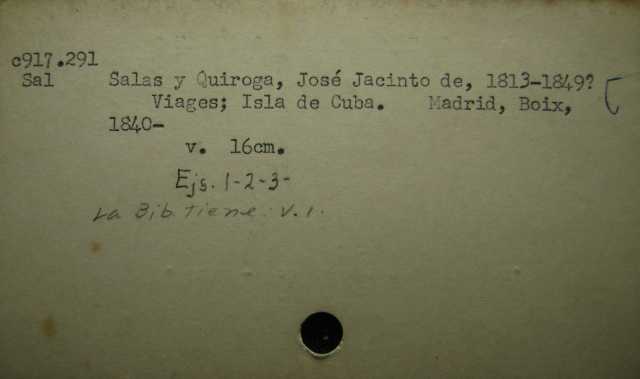 c917.291
Sal Salas y Quiroga, José Jacinto de, 1813-1849?
Viages; Isla de Cuba. Madrid, Boix,
1840-
v. 16cm.
Ejs. 1-2-3-
La Bib. tiene v. 1.